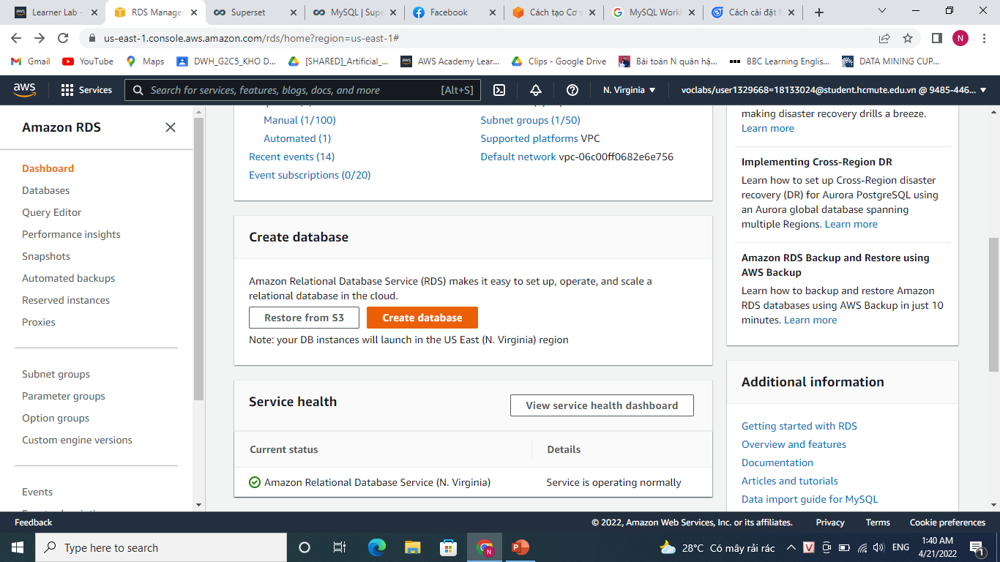 Learner Lab -
RDS Manage
Superset
MySQL | Supe
Facebook
Cách tạo Cơ s
MySQL Work
Cách cài đặt
us-east-1.console.aws.amazon.com/rds/home?region=us-east-1#
N
Gmail
YouTube
Maps
DWH_G2C5_KHO D...
[SHARED]_Artificial_...
AWS Academy Lear...
Clips - Google Drive
Bài toán N quân hậ...
BBC Learning Englis...
DATA MINING CUP...
aws
Services
Search for services, features, blogs, docs, and more
[Alt+S]
N. Virginia
voclabs/user1329668=18133024@student.hcmute.edu.vn @ 9485-446...
Amazon RDS
Dashboard
Databases
Query Editor
Performance insights
Snapshots
Automated backups
Reserved instances
Proxies
Subnet groups
Parameter groups
Option groups
Custom engine versions
Events
Manual (1/100)
Automated (1)
Recent events (14)
Event subscriptions (0/20)
Subnet groups (1/50)
Supported platforms VPC
Default network vpc-06c00ff0682e6e756
Create database
Amazon Relational Database Service (RDS) makes it easy to set up, operate, and scale a
relational database in the cloud.
Restore from S3
Create database
Note: your DB instances will launch in the US East (N. Virginia) region
Service health
View service health dashboard
Current status
Details
Amazon Relational Database Service (N. Virginia)
Service is operating normally
making disaster recovery drills a breeze.
Learn more
Implementing Cross-Region DR
Learn how to set up Cross-Region disaster
recovery (DR) for Aurora PostgreSQL using
an Aurora global database spanning
multiple Regions. Learn more
Amazon RDS Backup and Restore using
AWS Backup
Learn how to backup and restore Amazon
RDS databases using AWS Backup in just 10
minutes. Learn more
Additional information
Getting started with RDS
Overview and features
Documentation
Articles and tutorials
Data import guide for MySQL
Feedback
© 2022, Amazon Web Services, Inc. or its affiliates.
Privacy
Terms
Cookie preferences
Type here to search
28°C Có mây rải rác
ENG
1:40 AM
4/21/2022
1